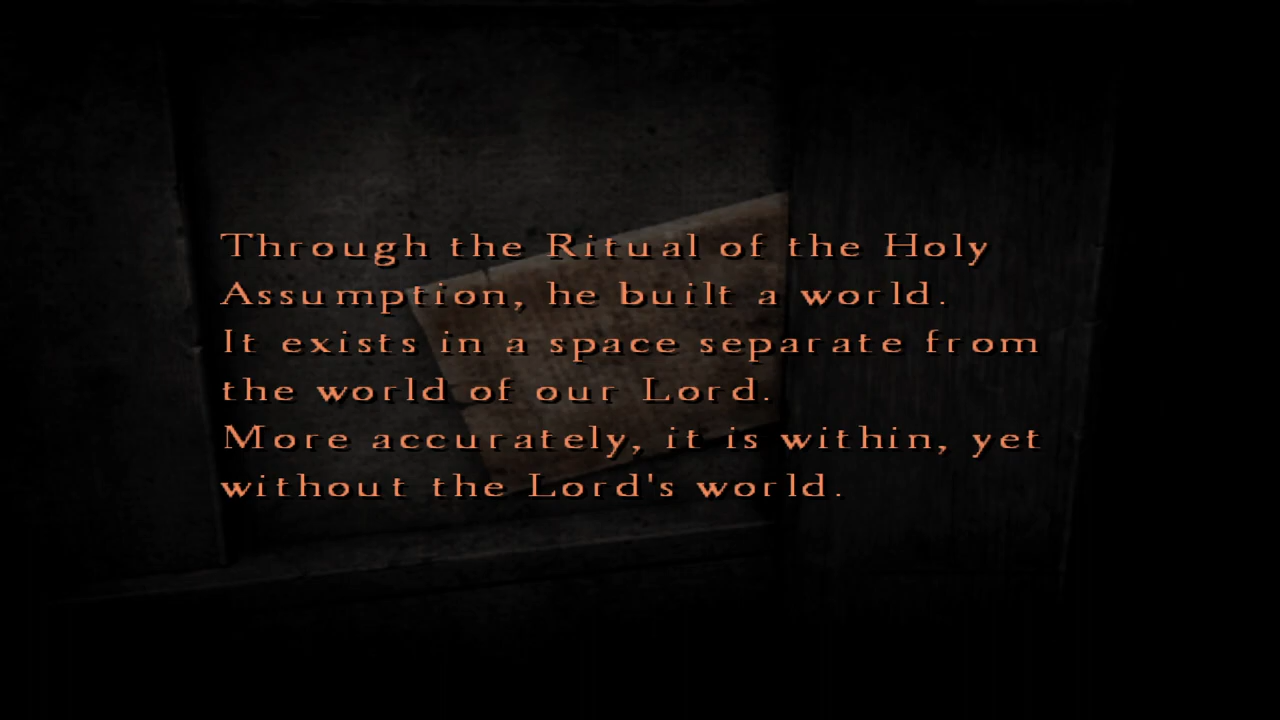 Through the Ritual of the Holy
Assumption, he built a world.
It exists in a space separate from
the world of our Lord.
More accurately, it is within, yet
without the Lord's world.